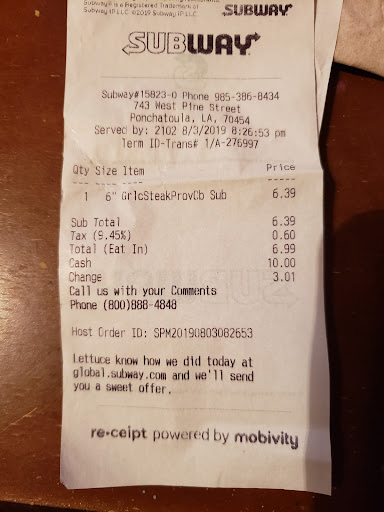 Subway® is a Registered Trademark of
Subway IP LLC ©2019 Subway IP LLC.
SUBWAY
SUBWAY
Subway#15823-0 Phone 985-386-8434
743 West Pine Street
Ponchatoula, LA, 70454
Served by: 2102 8/3/2019 8:26:53 pm
Term ID-Trans# 1/A-276997
Qty Size Item Price
1 6" GrlcSteakProvCb Sub 6.39
Sub Total 6.39
Tax (9.45%) 0.60
Total (Eat In) 6.99
Cash 10.00
Change 3.01
Call us with your Comments
Phone (800)888-4848
Host Order ID: SPM20190803082653
Lettuce know how we did today at
global.subway.com and we'll send
you a sweet offer.
re•ceipt powered by mobivity